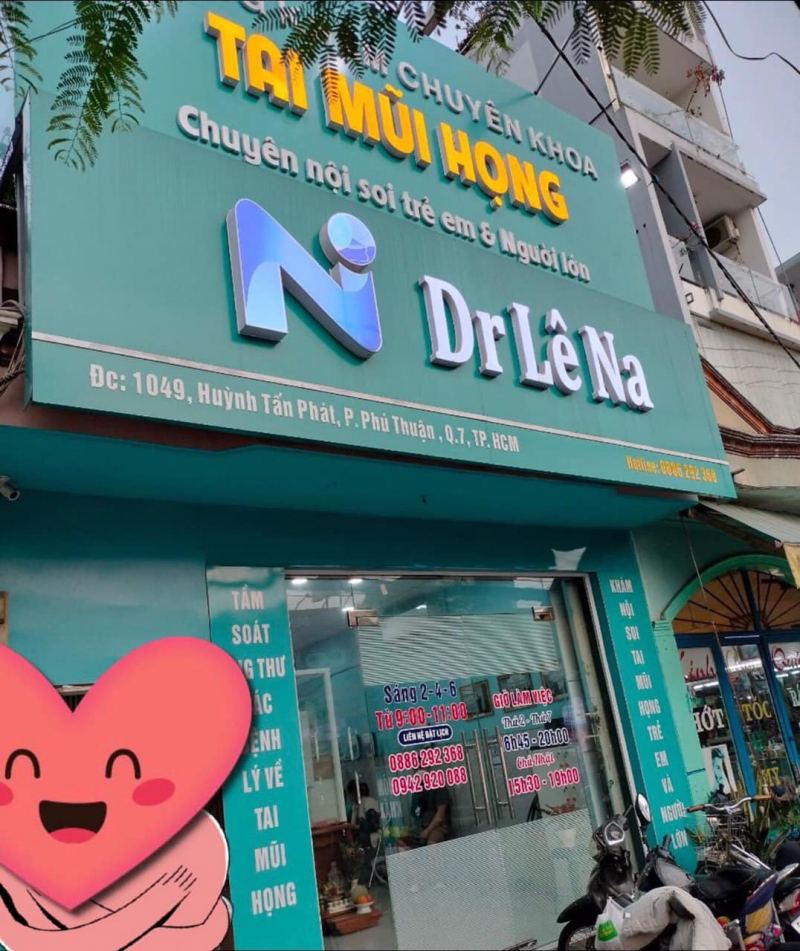 CHUYÊN KHOA
TAI MŨI HỌNG
Chuyên nội soi trẻ em & Người lớn
Dr Lê Na
Đc: 1049, Huỳnh Tấn Phát, P. Phú Thuận, Q.7, TP. HCM
Hotline: 0886 292 368
TẦM
SOÁT
THƯ
LÝ VỀ
TAI
MŨI
HỌNG
Sáng 2-4-6
Từ 9:00-11:00
LIÊN HỆ ĐẶT LỊCH
0886 292 368
0942 920 088
GIỜ LÀM VIỆC
Thứ 2 - Thứ 7
6h45 - 20h00
Chủ Nhật
15h30 - 19h00
KHÁM
NỘI
SOI
TAI
MŨI
HỌNG
TRẺ
EM
VÀ
NGƯỜI
LỚN
TÓC